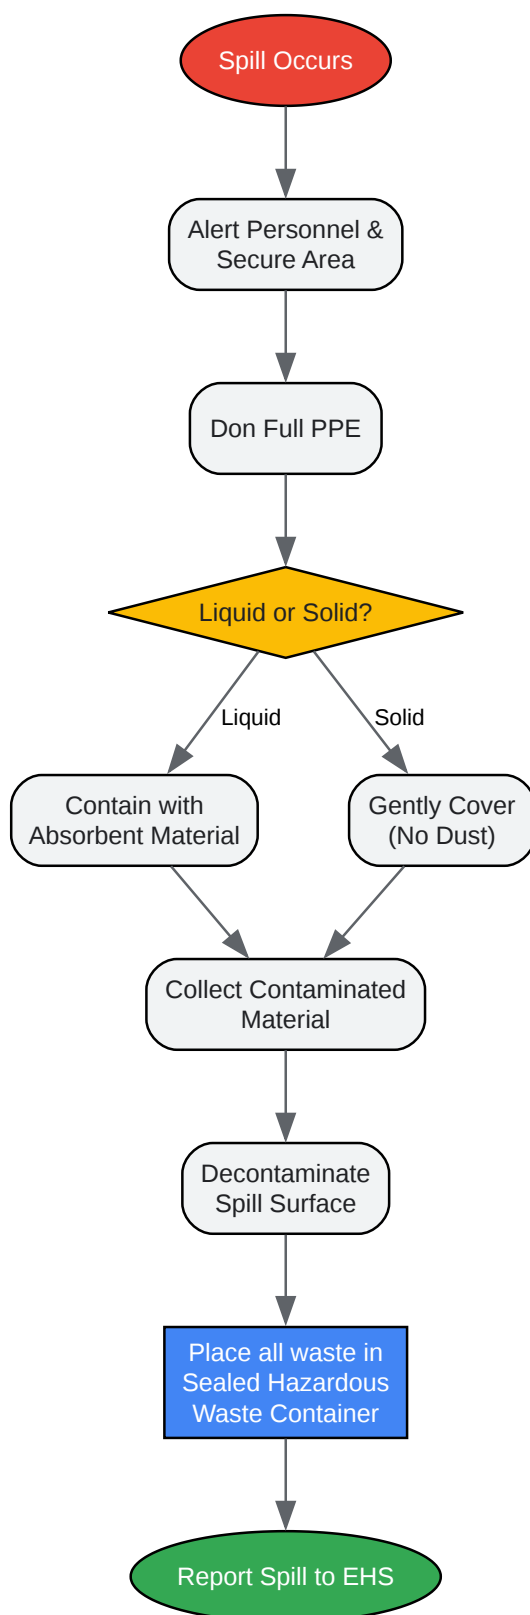 Spill Occurs
Alert Personnel &
Secure Area
Don Full PPE
Liquid or Solid?
Liquid
Solid
Contain with
Absorbent Material
Gently Cover
(No Dust)
Collect Contaminated
Material
Decontaminate
Spill Surface
Place all waste in
Sealed Hazardous
Waste Container
Report Spill to EHS